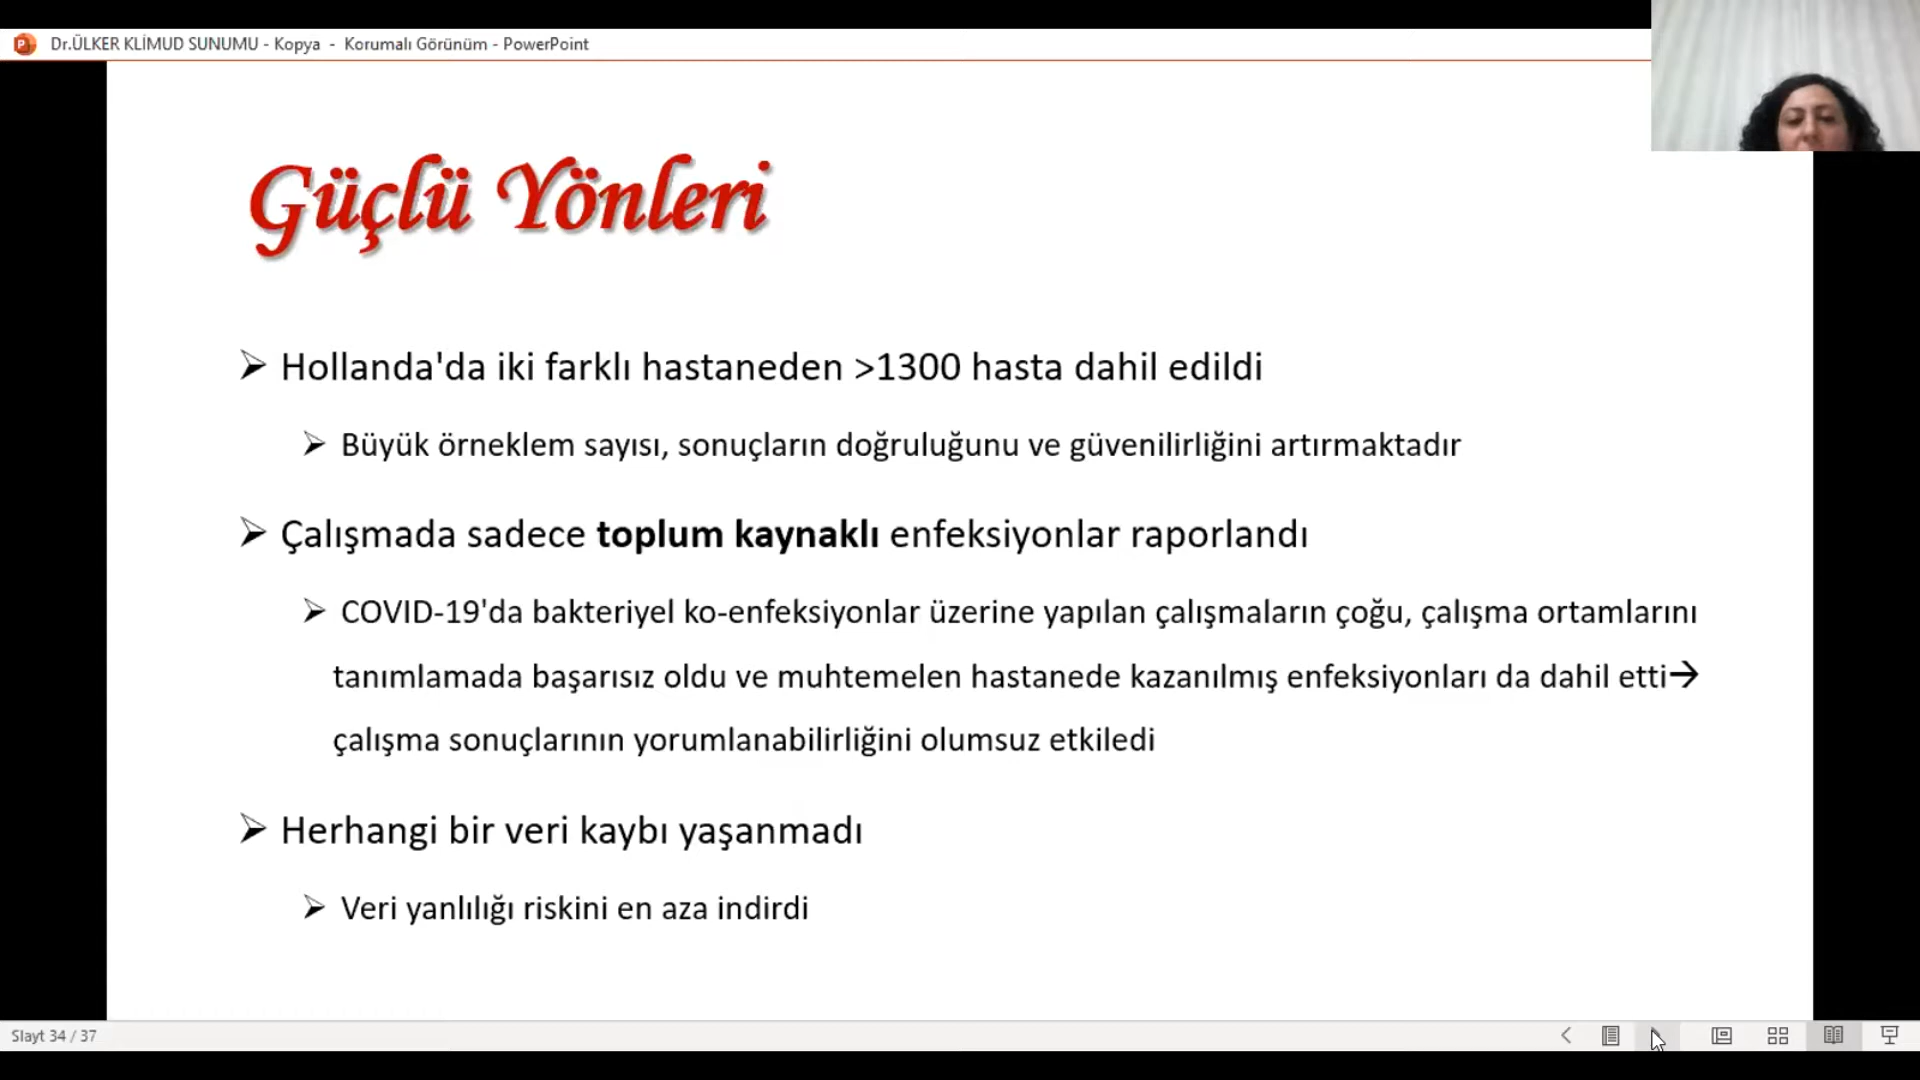 Dr.ÜLKER KLİMUD SUNUMU - Kopya - Korumalı Görünüm - PowerPoint
Güçlü Yönleri
Hollanda'da iki farklı hastaneden >1300 hasta dahil edildi
Büyük örneklem sayısı, sonuçların doğruluğunu ve güvenilirliğini artırmaktadır
Çalışmada sadece toplum kaynaklı enfeksiyonlar raporlandı
COVID-19'da bakteriyel ko-enfeksiyonlar üzerine yapılan çalışmaların çoğu, çalışma ortamlarını
tanımlamada başarısız oldu ve muhtemelen hastanede kazanılmış enfeksiyonları da dahil etti→
çalışma sonuçlarının yorumlanabilirliğini olumsuz etkiledi
Herhangi bir veri kaybı yaşanmadı
Veri yanlılığı riskini en aza indirdi
Slayt 34 / 37